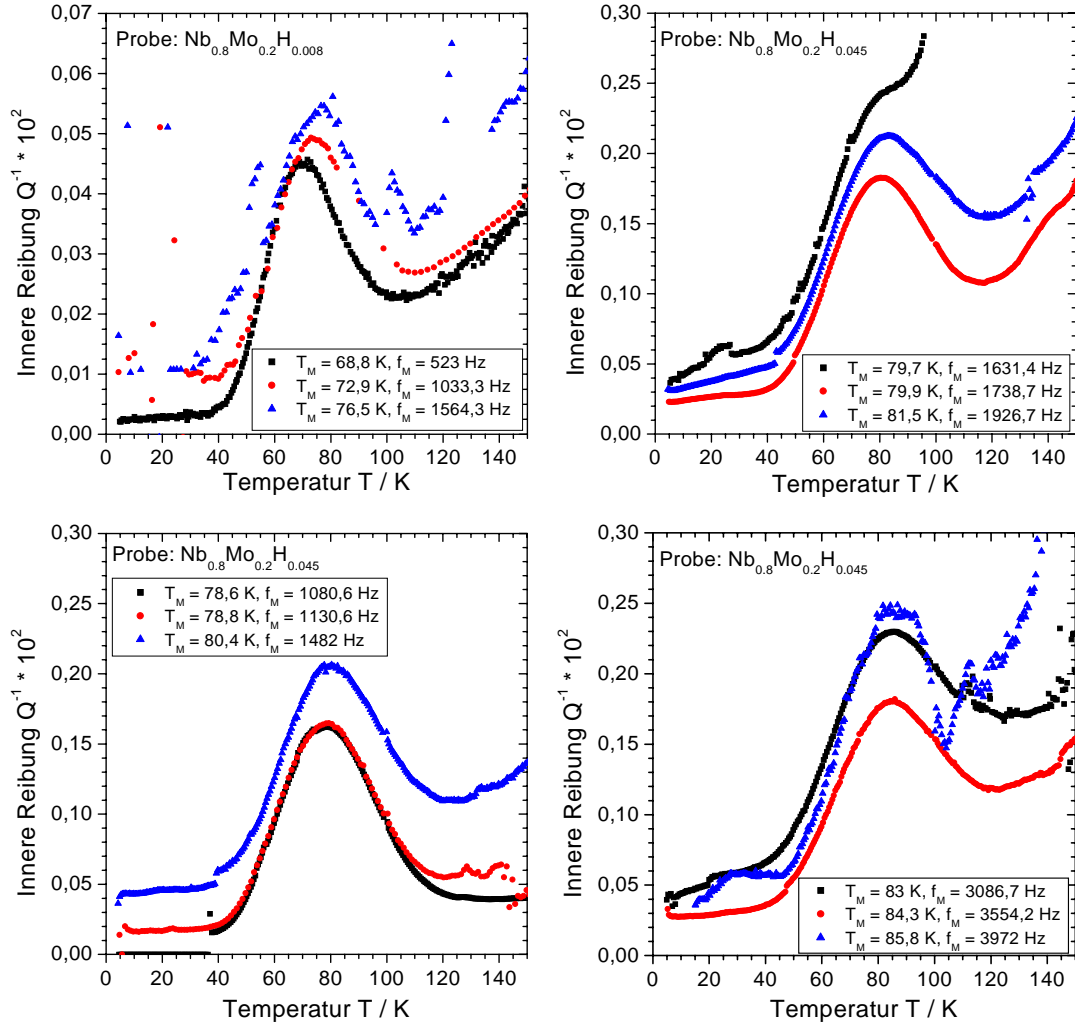 Probe: Nb0.8Mo0.2H0.008
Innere Reibung Q-1 * 102
0,07
0,06
0,05
0,04
0,03
0,02
0,01
0,00
TM = 68,8 K, fM = 523 Hz
TM = 72,9 K, fM = 1033,3 Hz
TM = 76,5 K, fM = 1564,3 Hz
0 20 40 60 80 100 120 140
Temperatur T / K
Probe: Nb0.8Mo0.2H0.045
Innere Reibung Q-1 * 102
0,30
0,25
0,20
0,15
0,10
0,05
0,00
TM = 79,7 K, fM = 1631,4 Hz
TM = 79,9 K, fM = 1738,7 Hz
TM = 81,5 K, fM = 1926,7 Hz
0 20 40 60 80 100 120 140
Temperatur T / K
Probe: Nb0.8Mo0.2H0.045
TM = 78,6 K, fM = 1080,6 Hz
TM = 78,8 K, fM = 1130,6 Hz
TM = 80,4 K, fM = 1482 Hz
Innere Reibung Q-1 * 102
0,30
0,25
0,20
0,15
0,10
0,05
0,00
0 20 40 60 80 100 120 140
Temperatur T / K
Probe: Nb0.8Mo0.2H0.045
Innere Reibung Q-1 * 102
0,30
0,25
0,20
0,15
0,10
0,05
0,00
TM = 83 K, fM = 3086,7 Hz
TM = 84,3 K, fM = 3554,2 Hz
TM = 85,8 K, fM = 3972 Hz
0 20 40 60 80 100 120 140
Temperatur T / K